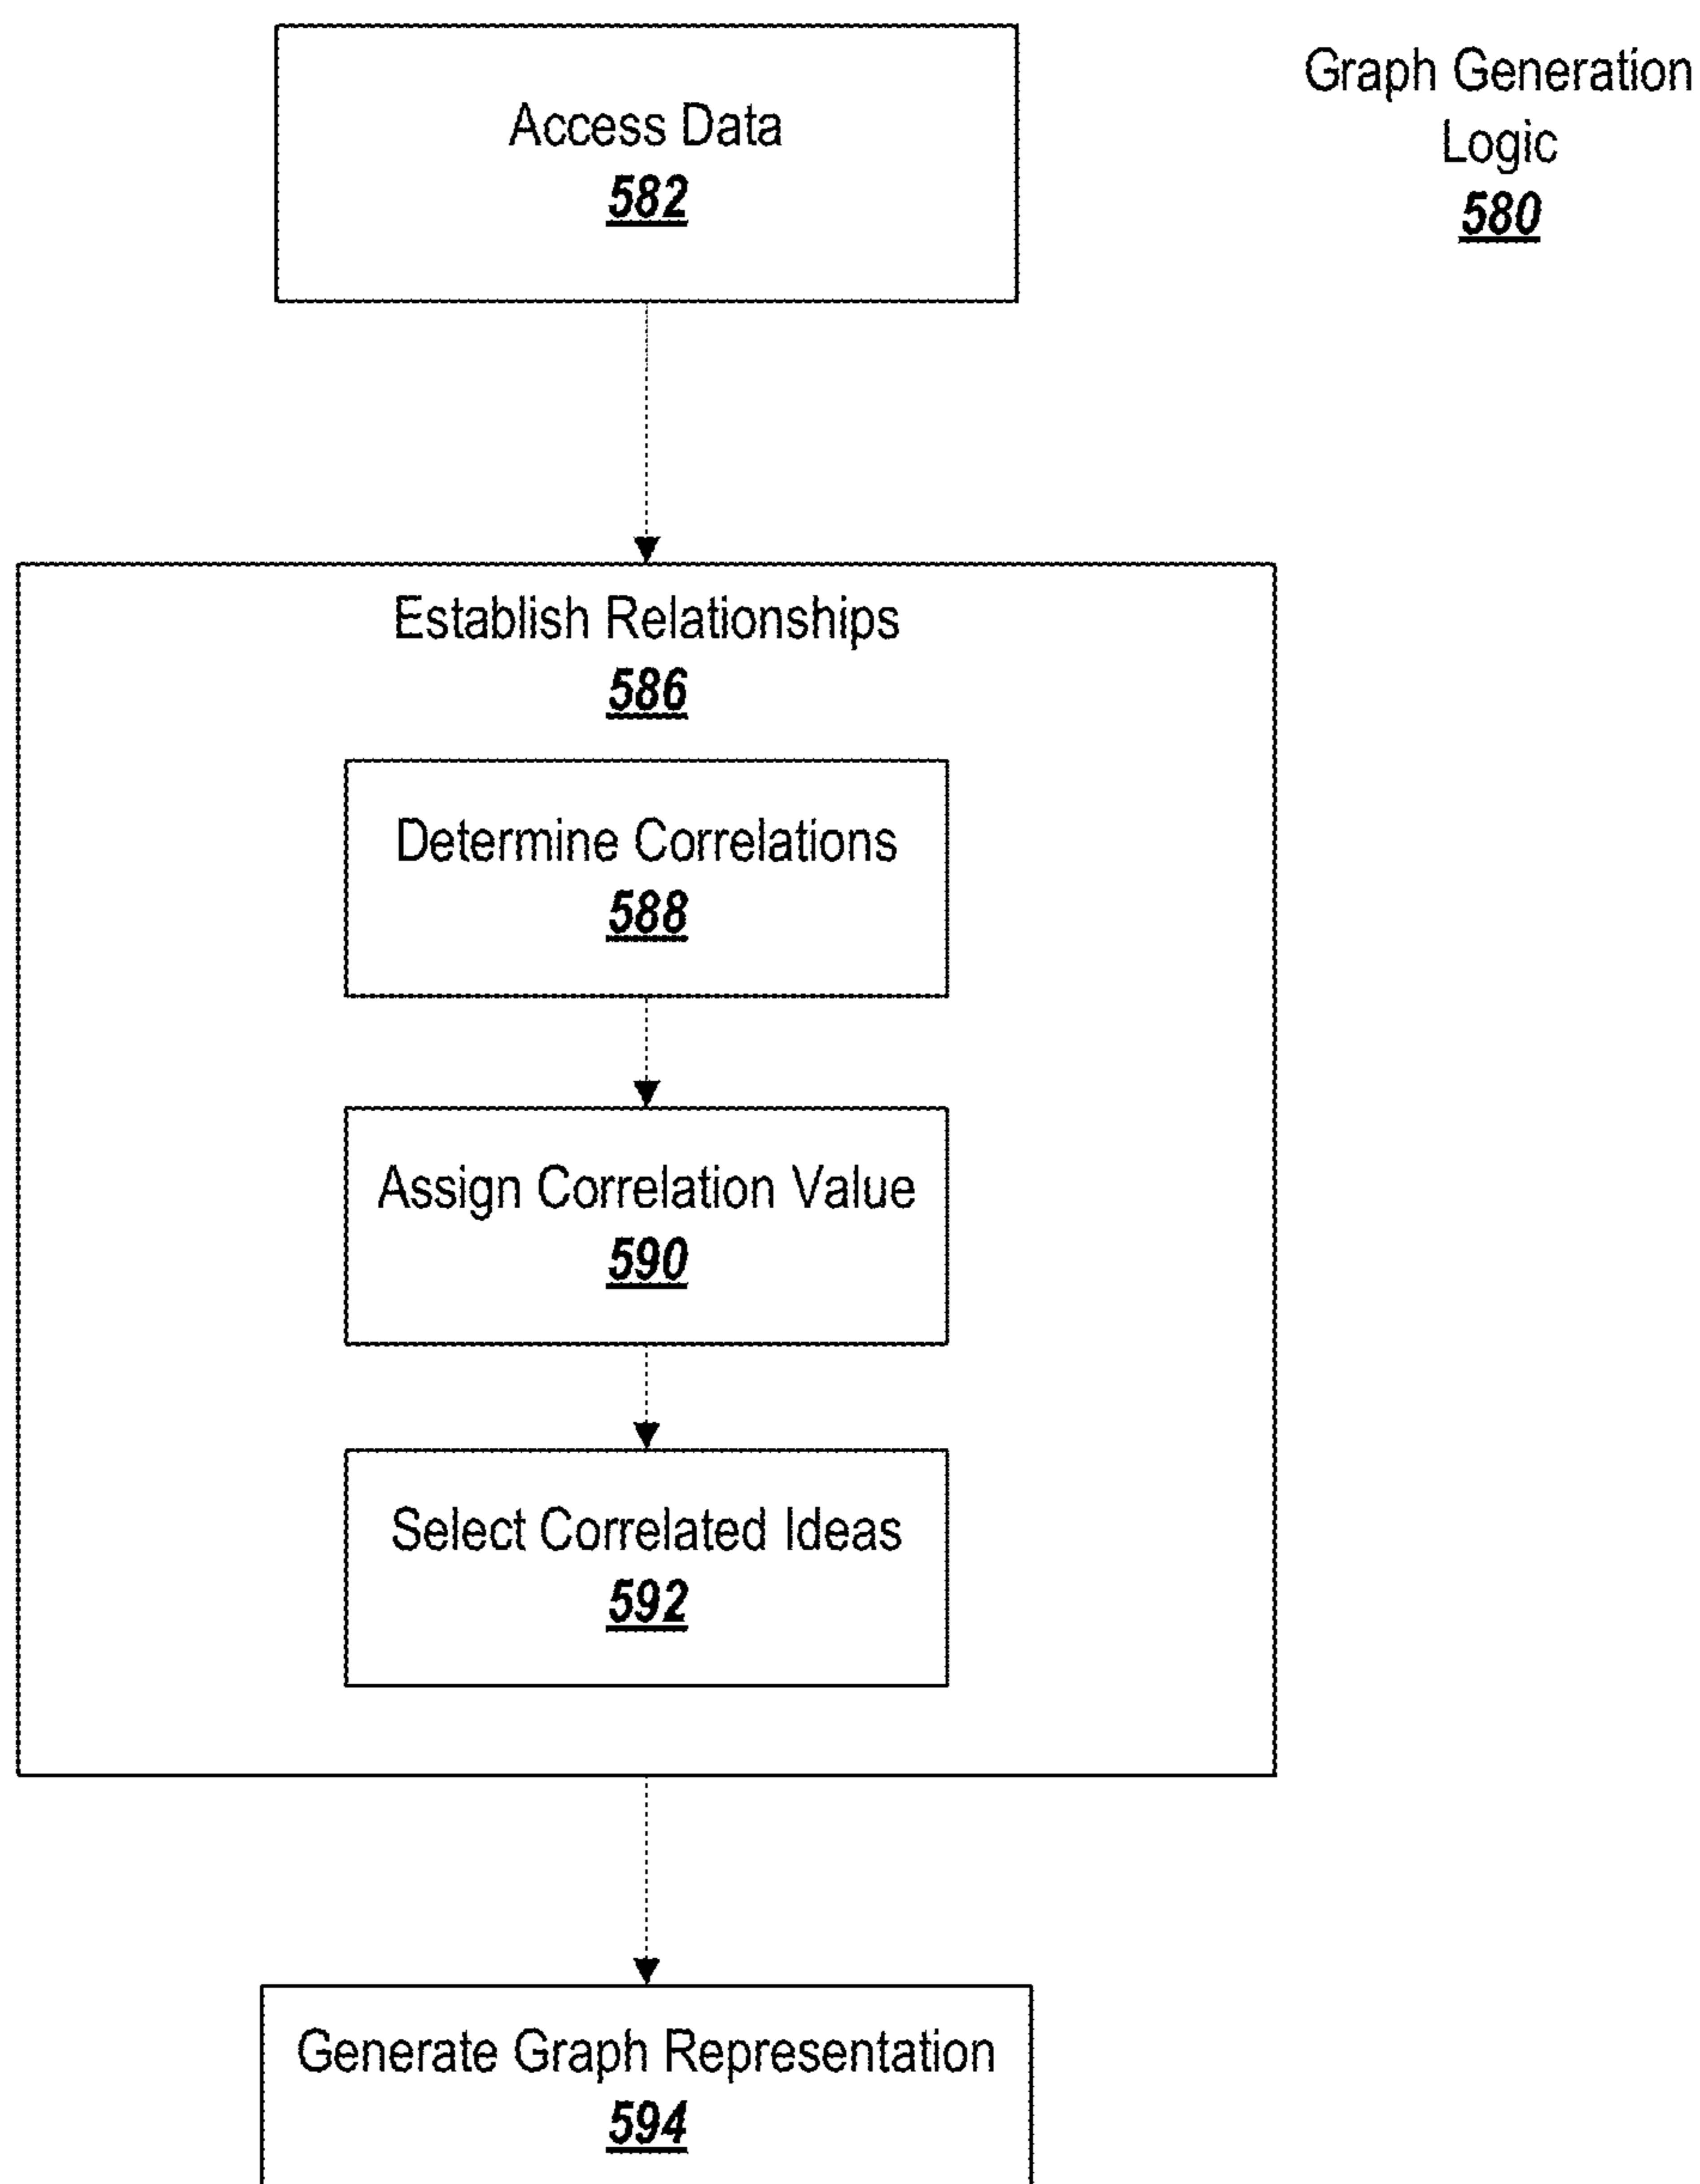 Access Data
582
Graph Generation
Logic
580
Establish Relationships
586
Determine Correlations
588
Assign Correlation Value
590
Select Correlated Ideas
592
Generate Graph Representation
594